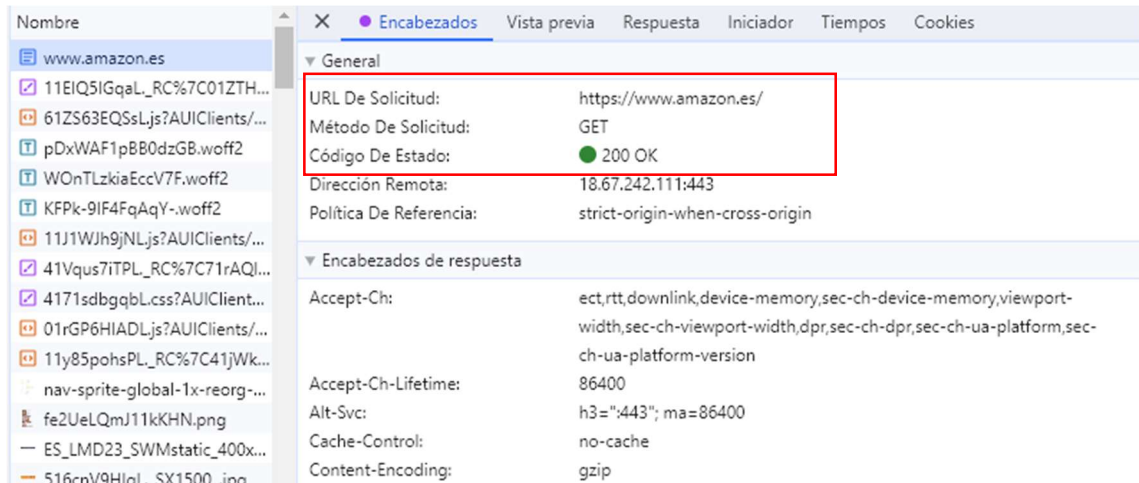 Nombre
www.amazon.es
11EIQ5IGqaL._RC%7C01ZTH...
61ZS63EQSsL.js?AUIClients/...
pDxWAF1pBB0dzGB.woff2
WOnTLzkiaEccV7F.woff2
KFPk-9IF4FqAqY-.woff2
11J1WJh9jNL.js?AUIClients/...
41Vqus7iTPL._RC%7C71rAQl...
4171sdbgqbL.css?AUIClient...
01rGP6HIADL.js?AUIClients/...
11y85pohsPL._RC%7C41jWk...
nav-sprite-global-1x-reorg-...
fe2UeLQmJ11kKHN.png
ES_LMD23_SWMstatic_400x...
Encabezados Vista previa Respuesta Iniciador Tiempos Cookies
General
URL De Solicitud: https://www.amazon.es/
Método De Solicitud: GET
Código De Estado: 200 OK
Dirección Remota: 18.67.242.111:443
Política De Referencia: strict-origin-when-cross-origin
Encabezados de respuesta
Accept-Ch: ect,rtt,downlink,device-memory,sec-ch-device-memory,viewport-
width,sec-ch-viewport-width,dpr,sec-ch-dpr,sec-ch-ua-platform,sec-
ch-ua-platform-version
Accept-Ch-Lifetime: 86400
Alt-Svc: h3=":443"; ma=86400
Cache-Control: no-cache
Content-Encoding: gzip